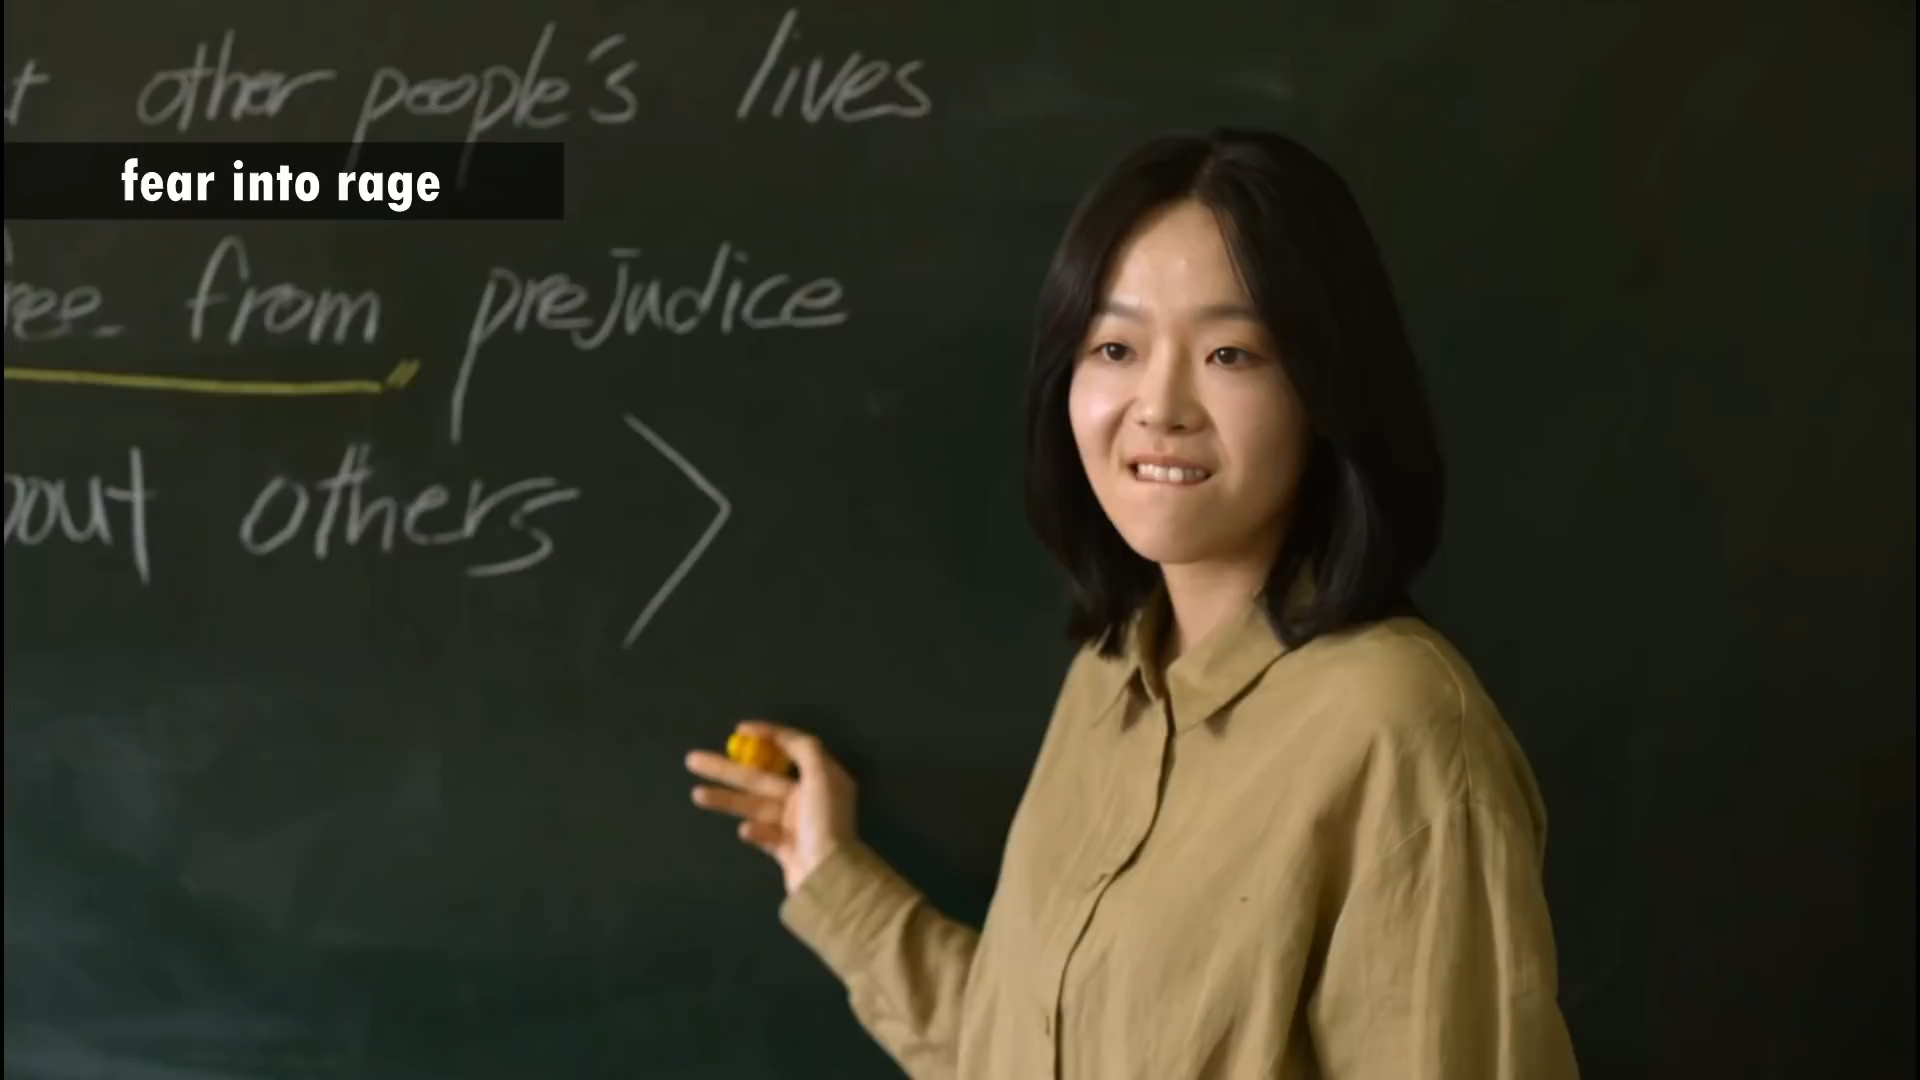 other people's lives
fear into rage
from prejudice
others >